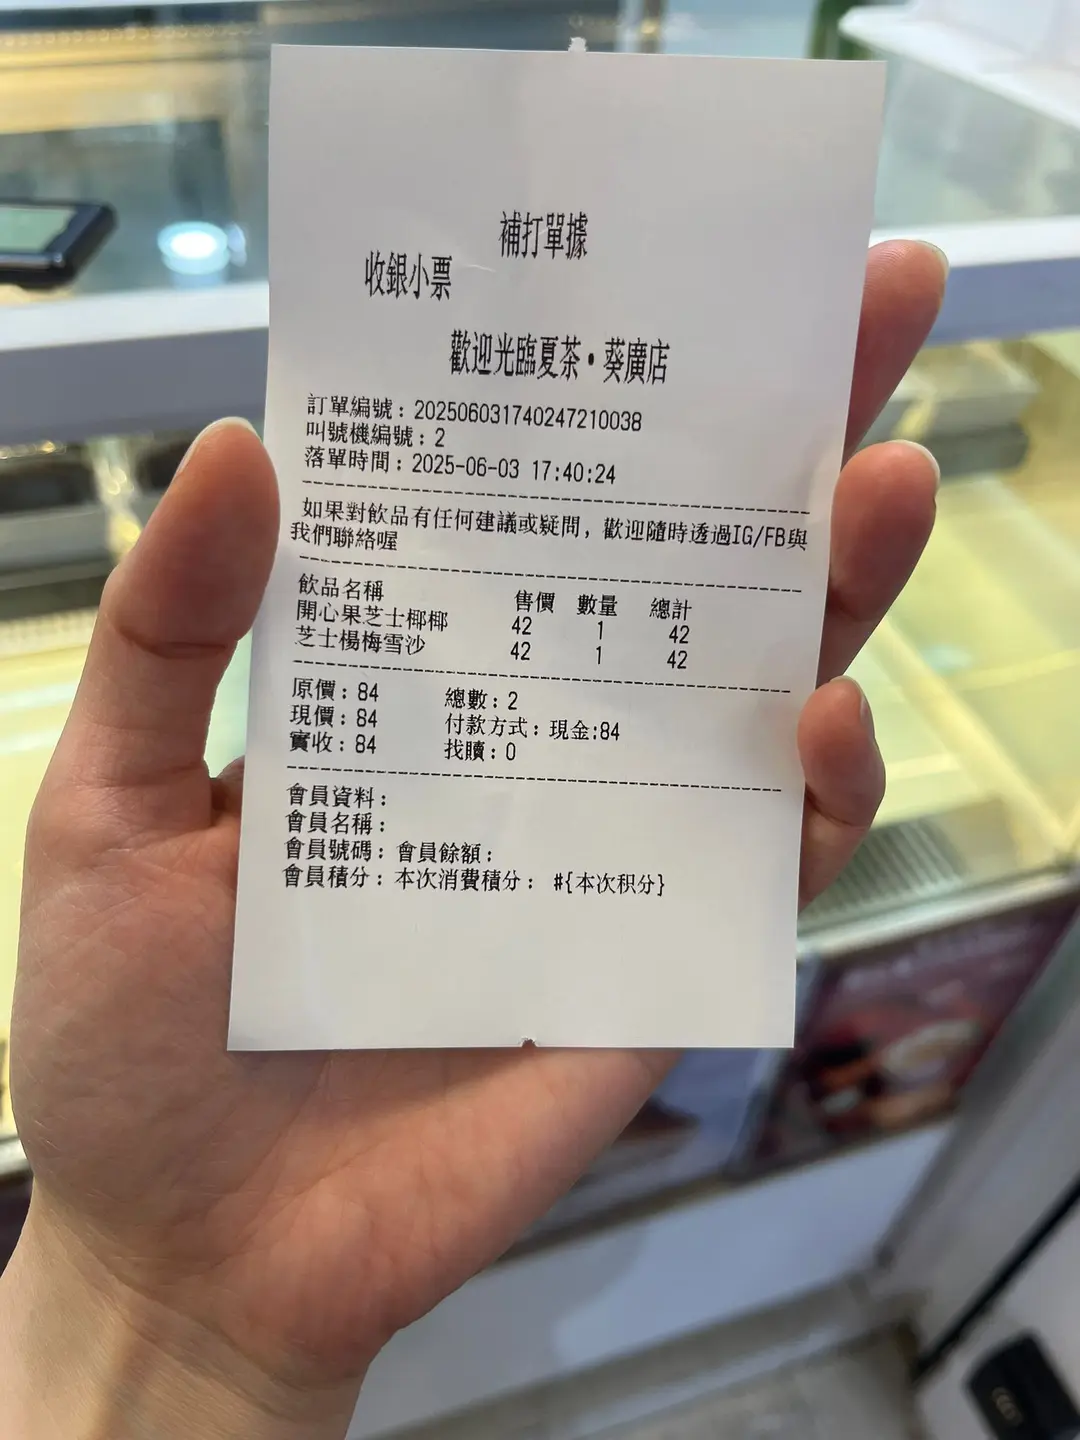 補打單據
收銀小票
歡迎光臨夏茶·葵廣店
訂單編號：202506031740247210038
叫號機編號：2
落單時間：2025-06-03 17:40:24
如果對飲品有任何建議或疑問，歡迎隨時透過IG/FB與
我們聯絡喔
飲品名稱 售價 數量 總計
開心果芝士椰椰 42 1 42
芝士楊梅雪沙 42 1 42
原價：84 總數：2
現價：84 付款方式：現金:84
實收：84 找贖：0
會員資料：
會員名稱：
會員號碼：會員餘額：
會員積分：本次消費積分： #{本次积分}